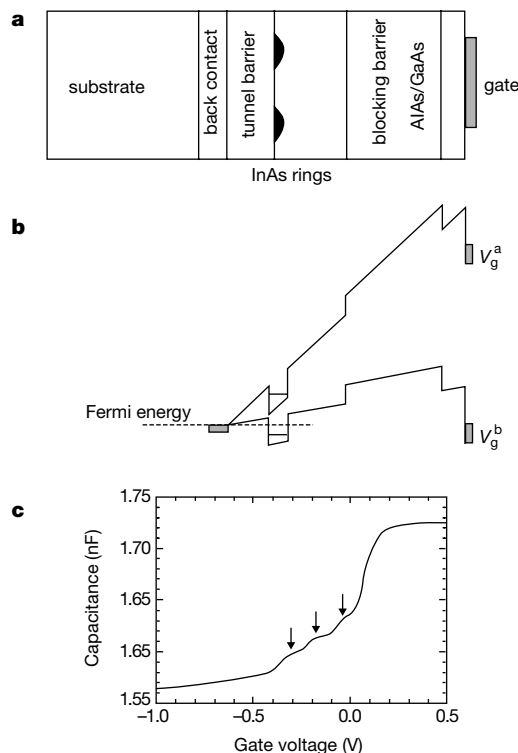 a
substrate
back contact
tunnel barrier
blocking barrier
AlAs/GaAs
gate
InAs rings
b
V_g^a
Fermi energy
V_g^b
c
1.75
1.70
1.65
1.65
1.55
Capacitance (nF)
−1.0 −0.5 0.0 0.5
Gate voltage (V)